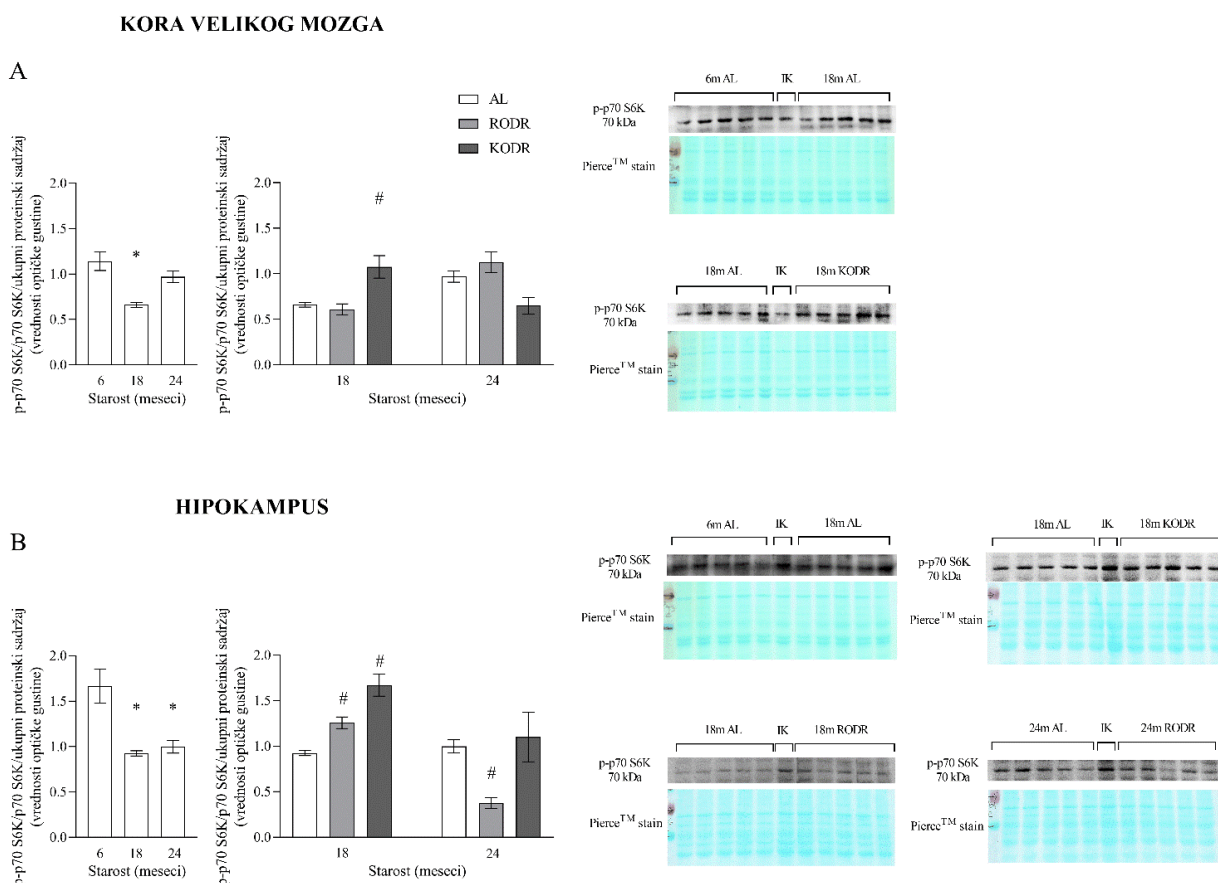 KORA VELIKOG MOZGA
A
AL
RODR
KODR
p-p70 S6K/p70 S6K/ukupni proteinski sadržaj
(vrednosti optičke gustine)
2.0
1.5
1.0
0.5
0.0
*
6 18 24
Starost (meseci)
p-p70 S6K/p70 S6K/ukupni proteinski sadržaj
(vrednosti optičke gustine)
2.0
1.5
1.0
0.5
0.0
#
18 24
Starost (meseci)
6m AL IK 18m AL
p-p70 S6K
70 kDa
Pierce™ stain
18m AL IK 18m KODR
p-p70 S6K
70 kDa
Pierce™ stain
HIPOKAMPUS
B
p-p70 S6K/p70 S6K/ukupni proteinski sadržaj
(vrednosti optičke gustine)
2.0
1.5
1.0
0.5
0.0
* *
6 18 24
Starost (meseci)
p-p70 S6K/p70 S6K/ukupni proteinski sadržaj
(vrednosti optičke gustine)
2.0
1.5
1.0
0.5
0.0
# # #
18 24
Starost (meseci)
6m AL IK 18m AL
p-p70 S6K
70 kDa
Pierce™ stain
18m AL IK 18m KODR
p-p70 S6K
70 kDa
Pierce™ stain
18m AL IK 18m RODR
p-p70 S6K
70 kDa
Pierce™ stain
24m AL IK 24m RODR
p-p70 S6K
70 kDa
Pierce™ stain